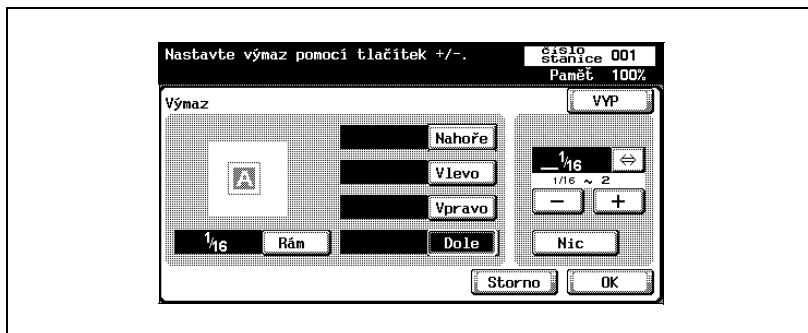 Nastavte výmaz pomocí tlačítek +/-.
číslo
stanice 001
Paměť 100%
Výmaz
VYP
Nahoře
A
Vlevo
Vpravo
1/16 Rám
Dole
1/16 ⇔
1/16 ~ 2
− +
Nic
Storno OK